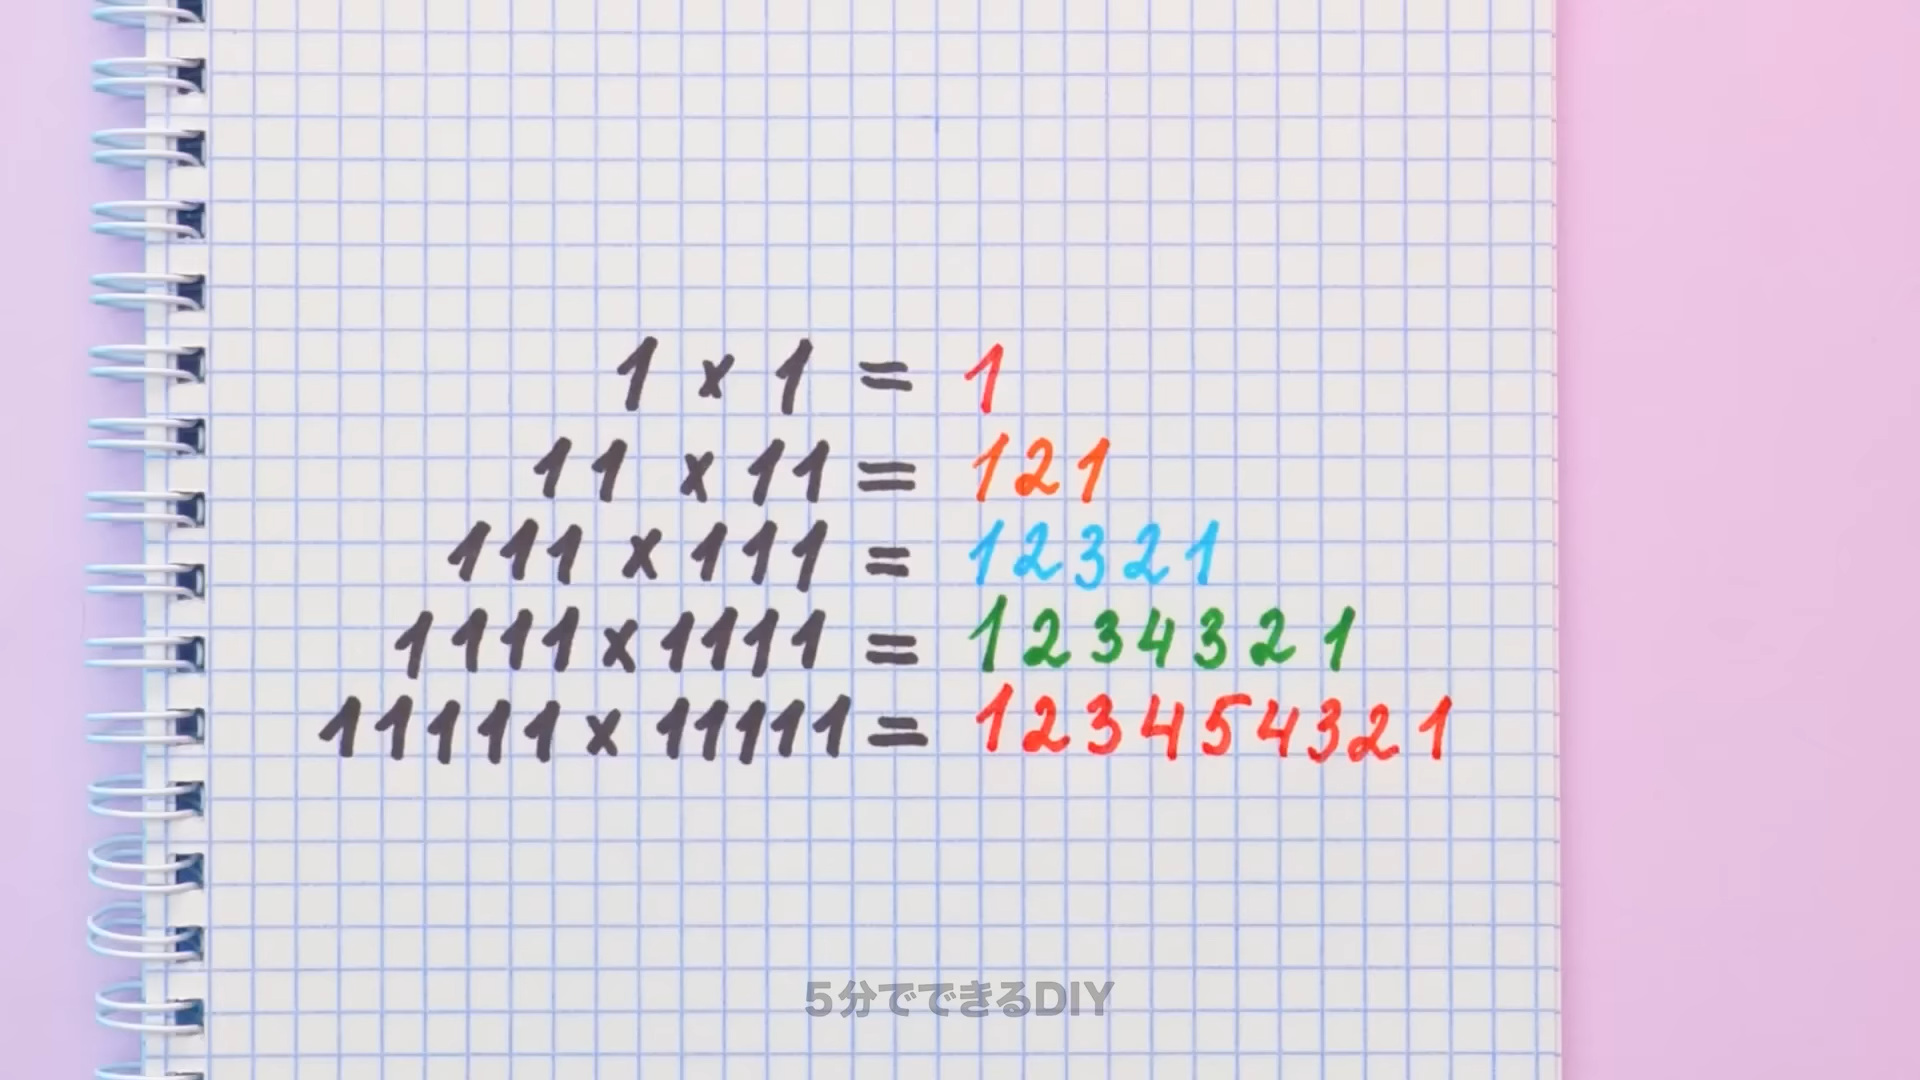 1 x 1 = 1
11 x 11 = 121
111 x 111 = 12321
1111 x 1111 = 1234321
11111 x 11111 = 123454321
5分でできるDIY